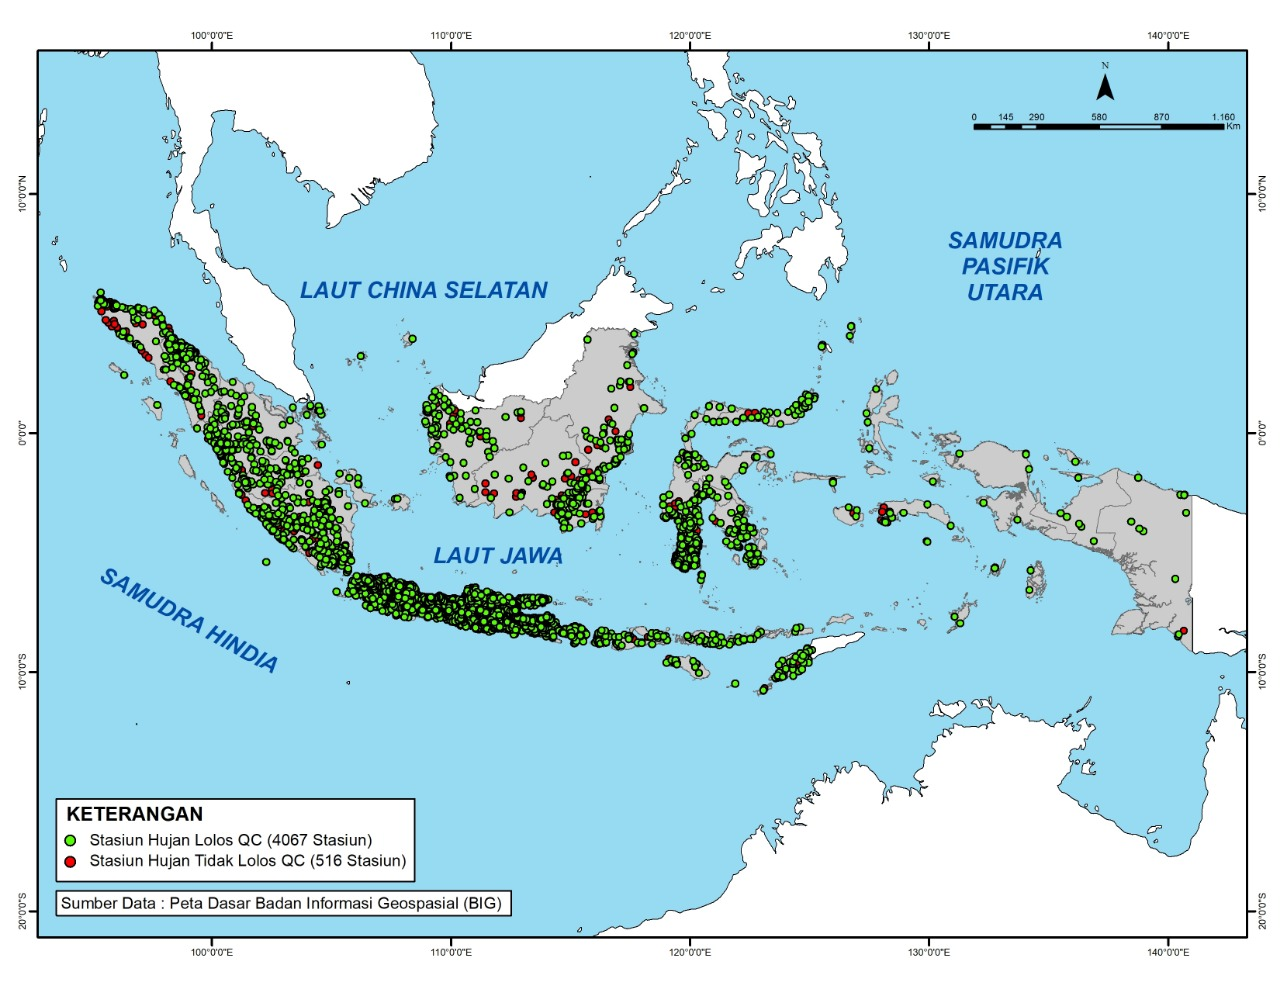 100°0'0"E 110°0'0"E 120°0'0"E 130°0'0"E 140°0'0"E
N
0 145 290 580 870 1.160
Km
10°0'0"N 10°0'0"N
SAMUDRA
PASIFIK
UTARA
LAUT CHINA SELATAN
0°0'0" 0°0'0"
LAUT JAWA
SAMUDRA HINDIA
10°0'0"S 10°0'0"S
KETERANGAN
Stasiun Hujan Lolos QC (4067 Stasiun)
Stasiun Hujan Tidak Lolos QC (516 Stasiun)
Sumber Data : Peta Dasar Badan Informasi Geospasial (BIG)
20°0'0"S 20°0'0"S
100°0'0"E 110°0'0"E 120°0'0"E 130°0'0"E 140°0'0"E